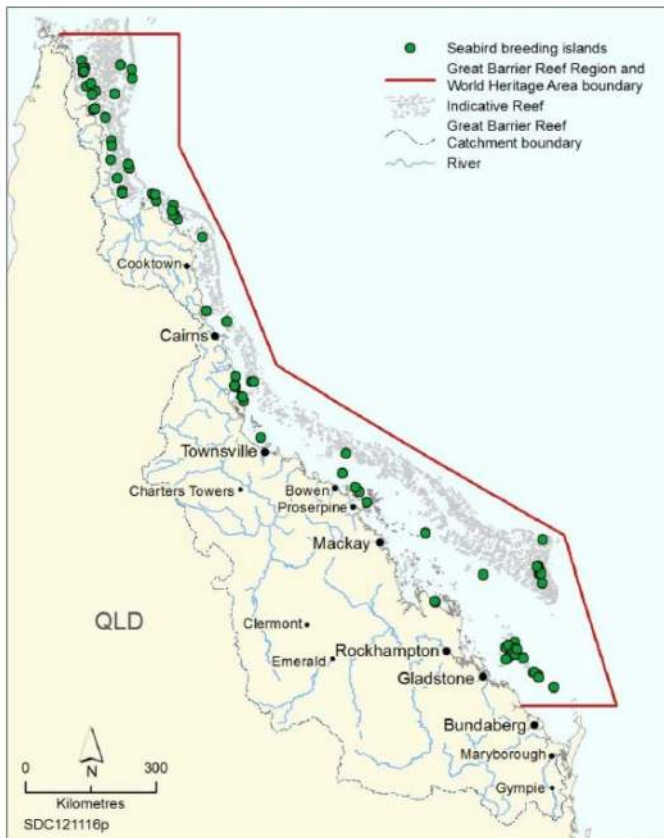 Seabird breeding islands
Great Barrier Reef Region and
World Heritage Area boundary
Indicative Reef
Great Barrier Reef
Catchment boundary
River
Cooktown
Cairns
Townsville
Charters Towers
Bowen
Proserpine
Mackay
QLD
Clermont
Emerald
Rockhampton
Gladstone
Bundaberg
Maryborough
Gympie
N
0 300
Kilometres
SDC121116p